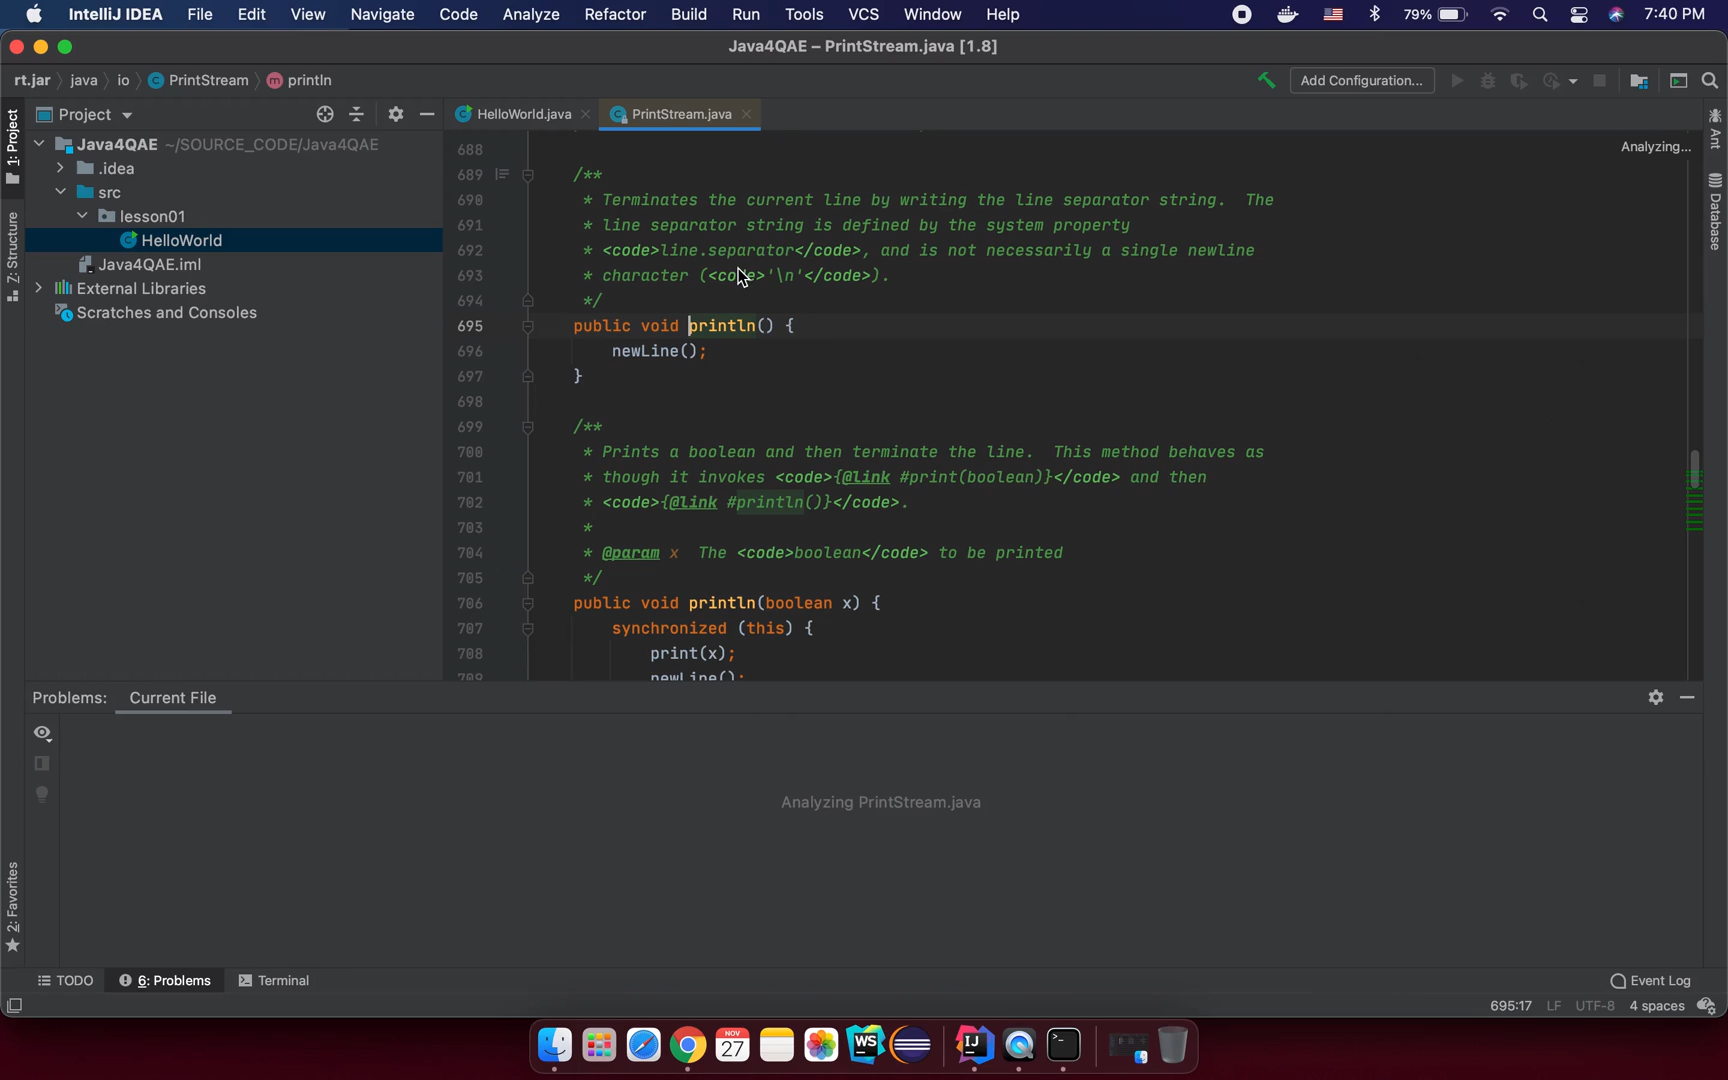 IntelliJ IDEA File Edit View Navigate Code Analyze Refactor Build Run Tools VCS Window Help 79% 7:40 PM
Java4QAE – PrintStream.java [1.8]
rt.jar java io PrintStream println Add Configuration...
Project HelloWorld.java PrintStream.java
1: Project
7: Structure
2: Favorites
Ant
Database
Java4QAE ~/SOURCE_CODE/Java4QAE
.idea
src
lesson01
HelloWorld
Java4QAE.iml
External Libraries
Scratches and Consoles
Analyzing...
688
689 /**
690 * Terminates the current line by writing the line separator string. The
691 * line separator string is defined by the system property
692 * <code>line.separator</code>, and is not necessarily a single newline
693 * character (<code>'\n'</code>).
694 */
695 public void println() {
696 newLine();
697 }
698
699 /**
700 * Prints a boolean and then terminate the line. This method behaves as
701 * though it invokes <code>{@link #print(boolean)}</code> and then
702 * <code>{@link #println()}</code>.
703 *
704 * @param x The <code>boolean</code> to be printed
705 */
706 public void println(boolean x) {
707 synchronized (this) {
708 print(x);
709 newLine();
Problems: Current File
Analyzing PrintStream.java
TODO 6: Problems Terminal Event Log
695:17 LF UTF-8 4 spaces
NOV
27
WS
IJ